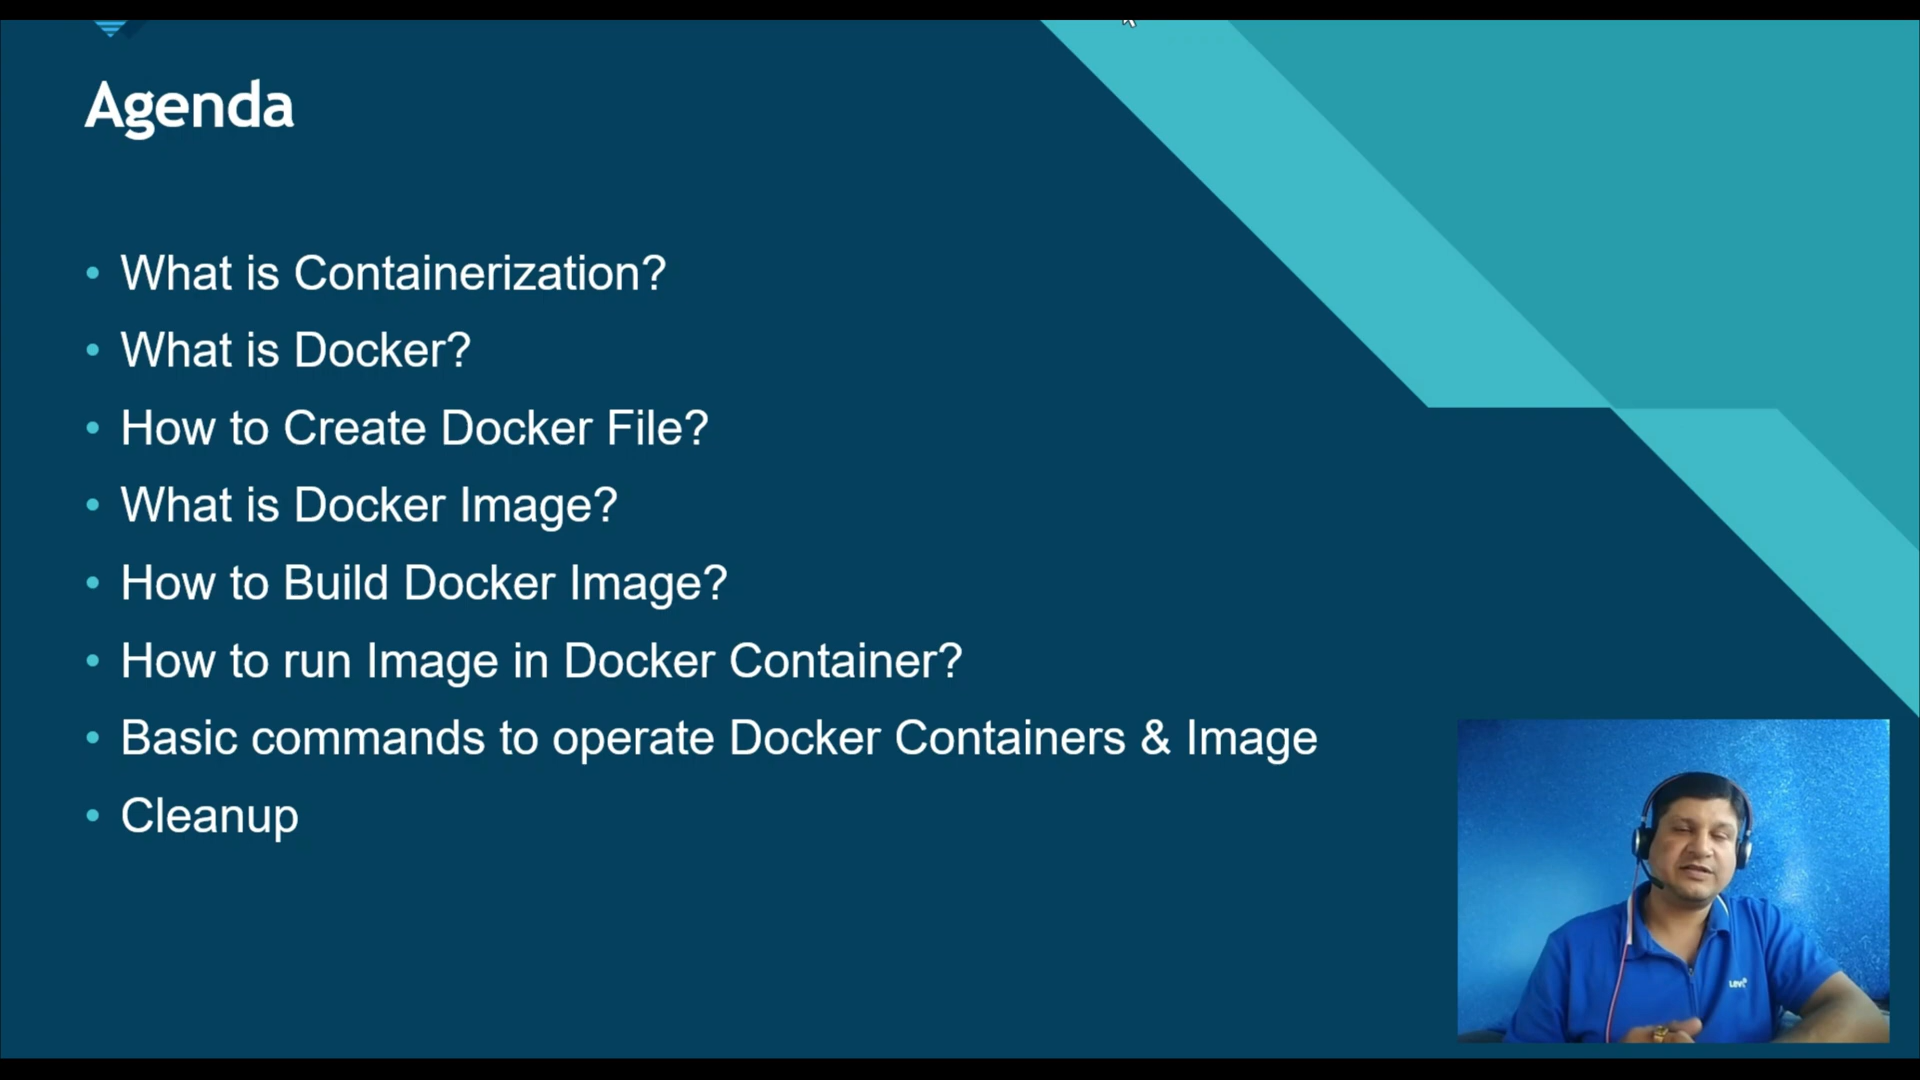 Agenda
• What is Containerization?
• What is Docker?
• How to Create Docker File?
• What is Docker Image?
• How to Build Docker Image?
• How to run Image in Docker Container?
• Basic commands to operate Docker Containers & Image
• Cleanup
Levi's